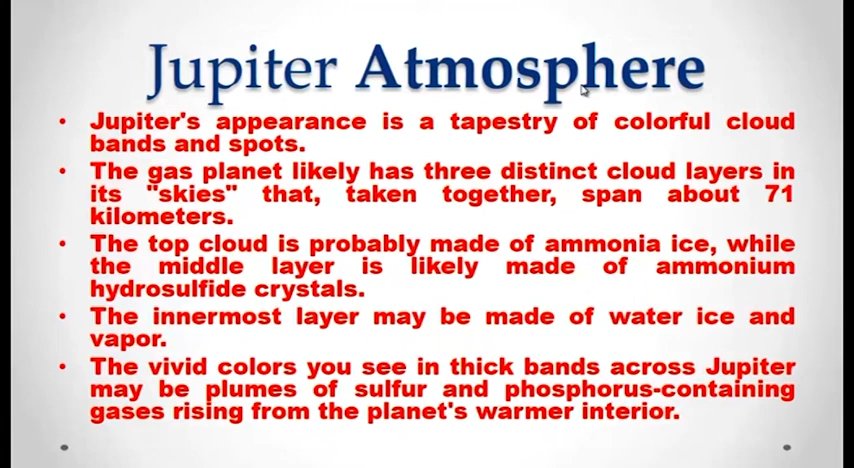 Jupiter Atmosphere
• Jupiter's appearance is a tapestry of colorful cloud
bands and spots.
• The gas planet likely has three distinct cloud layers in
its "skies" that, taken together, span about 71
kilometers.
• The top cloud is probably made of ammonia ice, while
the middle layer is likely made of ammonium
hydrosulfide crystals.
• The innermost layer may be made of water ice and
vapor.
• The vivid colors you see in thick bands across Jupiter
may be plumes of sulfur and phosphorus-containing
gases rising from the planet's warmer interior.